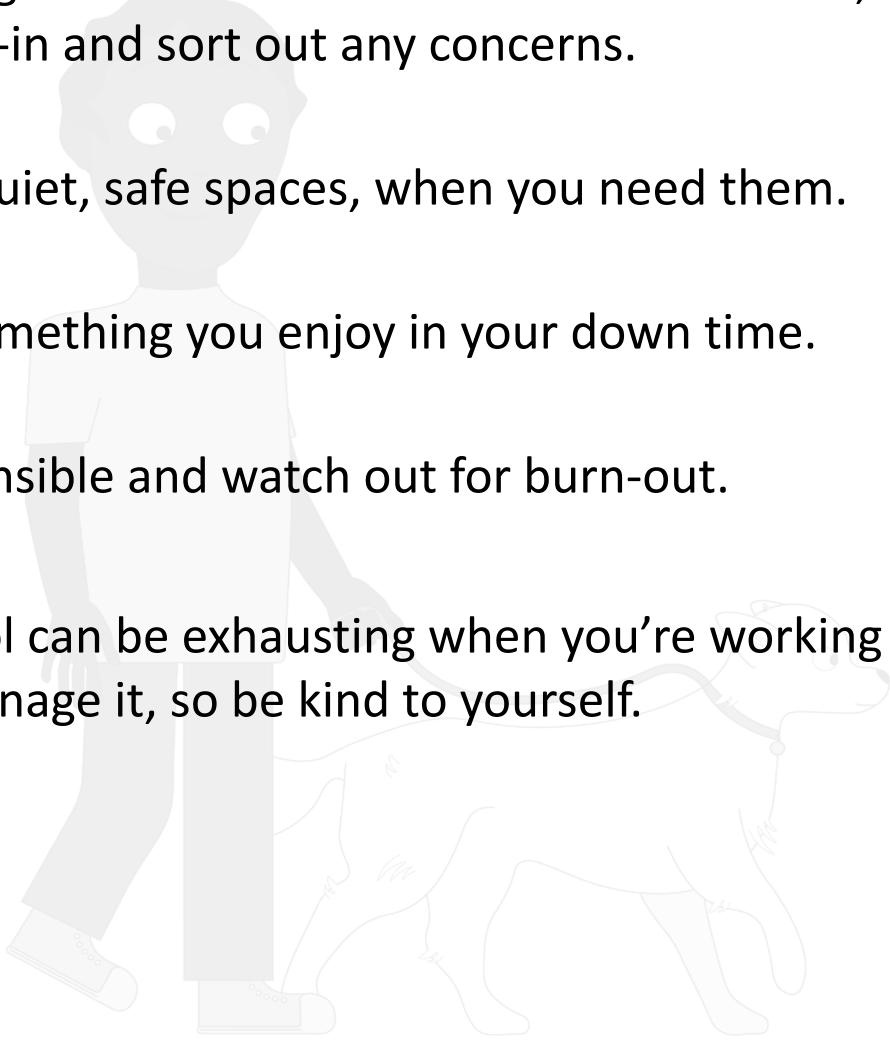 -in and sort out any concerns.
uiet, safe spaces, when you need them.
mething you enjoy in your down time.
nsible and watch out for burn-out.
l can be exhausting when you’re working
nage it, so be kind to yourself.